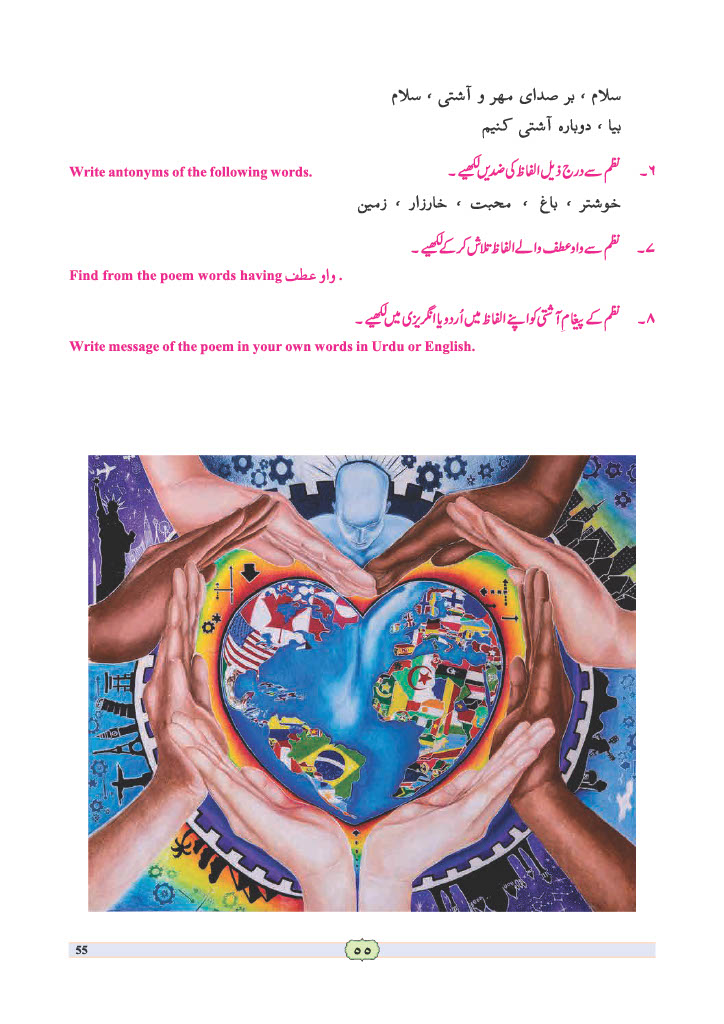 سلام ، بر صدای مهر و آشتی ، سلام
بیا ، دوباره آشتی کنیم
۶۔ نظم سے درج ذیل الفاظ کی ضدیں لکھیے ۔ Write antonyms of the following words.
خوشتر ، باغ ، محبت ، خارزار ، زمین
۷۔ نظم سے واو عطف والے الفاظ تلاش کر کے لکھیے ۔
Find from the poem words having واو عطف .
۸۔ نظم کے پیغامِ آشتی کو اپنے الفاظ میں اُردو یا انگریزی میں لکھیے ۔
Write message of the poem in your own words in Urdu or English.
55 ۵۵